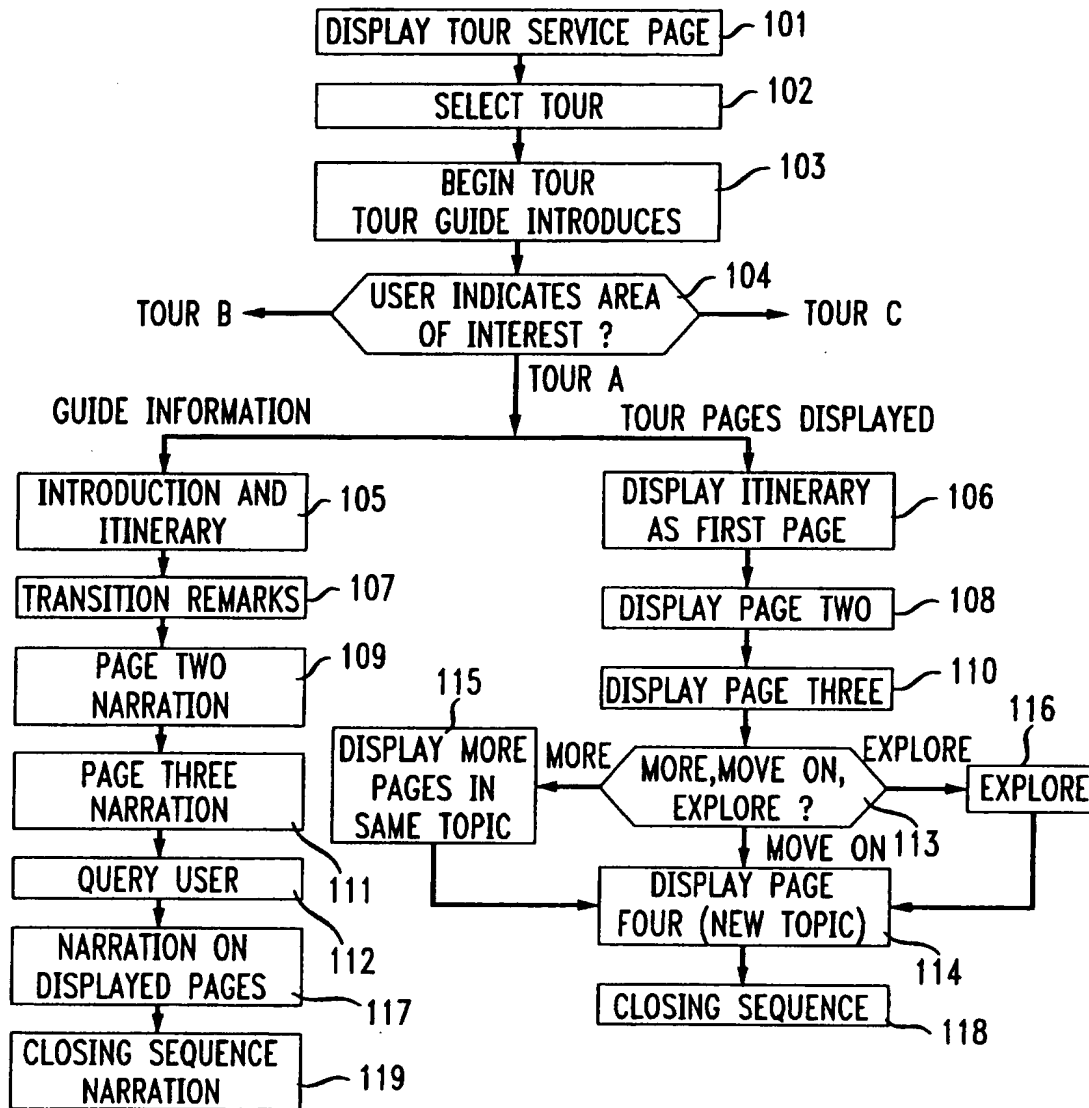 DISPLAY TOUR SERVICE PAGE
101
SELECT TOUR
102
BEGIN TOUR
TOUR GUIDE INTRODUCES
103
USER INDICATES AREA
OF INTEREST ?
104
TOUR B
TOUR C
TOUR A
GUIDE INFORMATION
TOUR PAGES DISPLAYED
INTRODUCTION AND
ITINERARY
105
DISPLAY ITINERARY
AS FIRST PAGE
106
TRANSITION REMARKS
107
DISPLAY PAGE TWO
108
PAGE TWO
NARRATION
109
DISPLAY PAGE THREE
110
115
DISPLAY MORE
PAGES IN
SAME TOPIC
MORE
MORE,MOVE ON,
EXPLORE ?
113
EXPLORE
116
EXPLORE
PAGE THREE
NARRATION
111
MOVE ON
QUERY USER
112
DISPLAY PAGE
FOUR (NEW TOPIC)
114
NARRATION ON
DISPLAYED PAGES
117
CLOSING SEQUENCE
118
CLOSING SEQUENCE
NARRATION
119